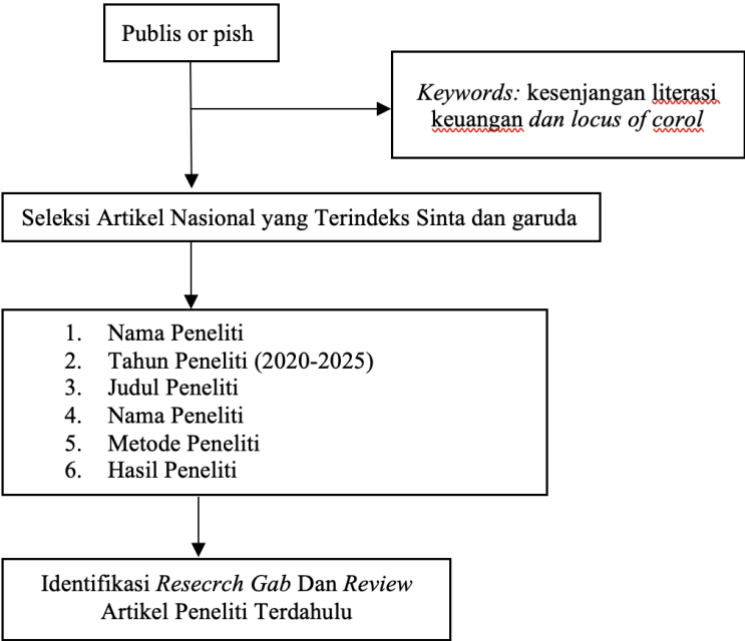 Publis or pish
Keywords: kesenjangan literasi
keuangan dan locus of corol
Seleksi Artikel Nasional yang Terindeks Sinta dan garuda
1. Nama Peneliti
2. Tahun Peneliti (2020-2025)
3. Judul Peneliti
4. Nama Peneliti
5. Metode Peneliti
6. Hasil Peneliti
Identifikasi Resecrch Gab Dan Review
Artikel Peneliti Terdahulu